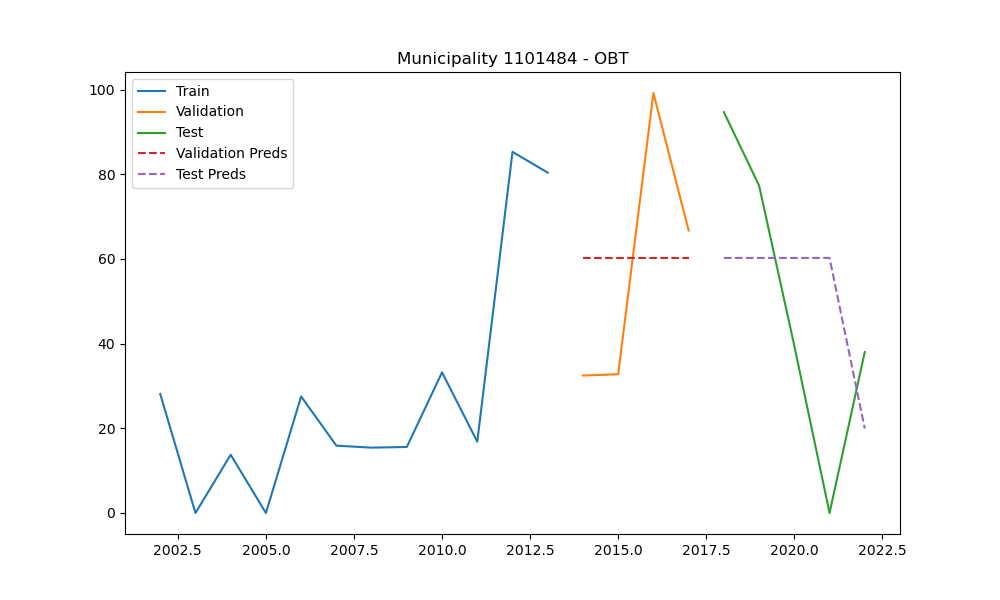 Municipality 1101484 - OBT
Train
Validation
Test
Validation Preds
Test Preds
100
80
60
40
20
0
2002.5 2005.0 2007.5 2010.0 2012.5 2015.0 2017.5 2020.0 2022.5